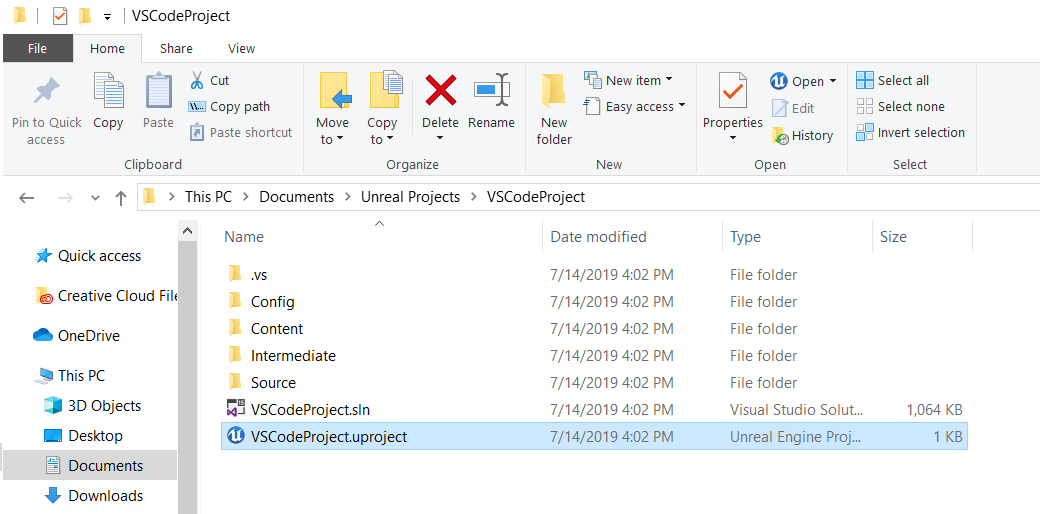 VSCodeProject
File Home Share View
Pin to Quick access
Copy
Paste
Cut
Copy path
Paste shortcut
Clipboard
Move to
Copy to
Delete
Rename
Organize
New folder
New item
Easy access
New
Properties
Open
Edit
History
Open
Select all
Select none
Invert selection
Select
This PC > Documents > Unreal Projects > VSCodeProject
Quick access
Creative Cloud File
OneDrive
This PC
3D Objects
Desktop
Documents
Downloads
Name Date modified Type Size
.vs 7/14/2019 4:02 PM File folder
Config 7/14/2019 4:02 PM File folder
Content 7/14/2019 4:02 PM File folder
Intermediate 7/14/2019 4:02 PM File folder
Source 7/14/2019 4:02 PM File folder
VSCodeProject.sln 7/14/2019 4:02 PM Visual Studio Solut... 1,064 KB
VSCodeProject.uproject 7/14/2019 4:02 PM Unreal Engine Proj... 1 KB